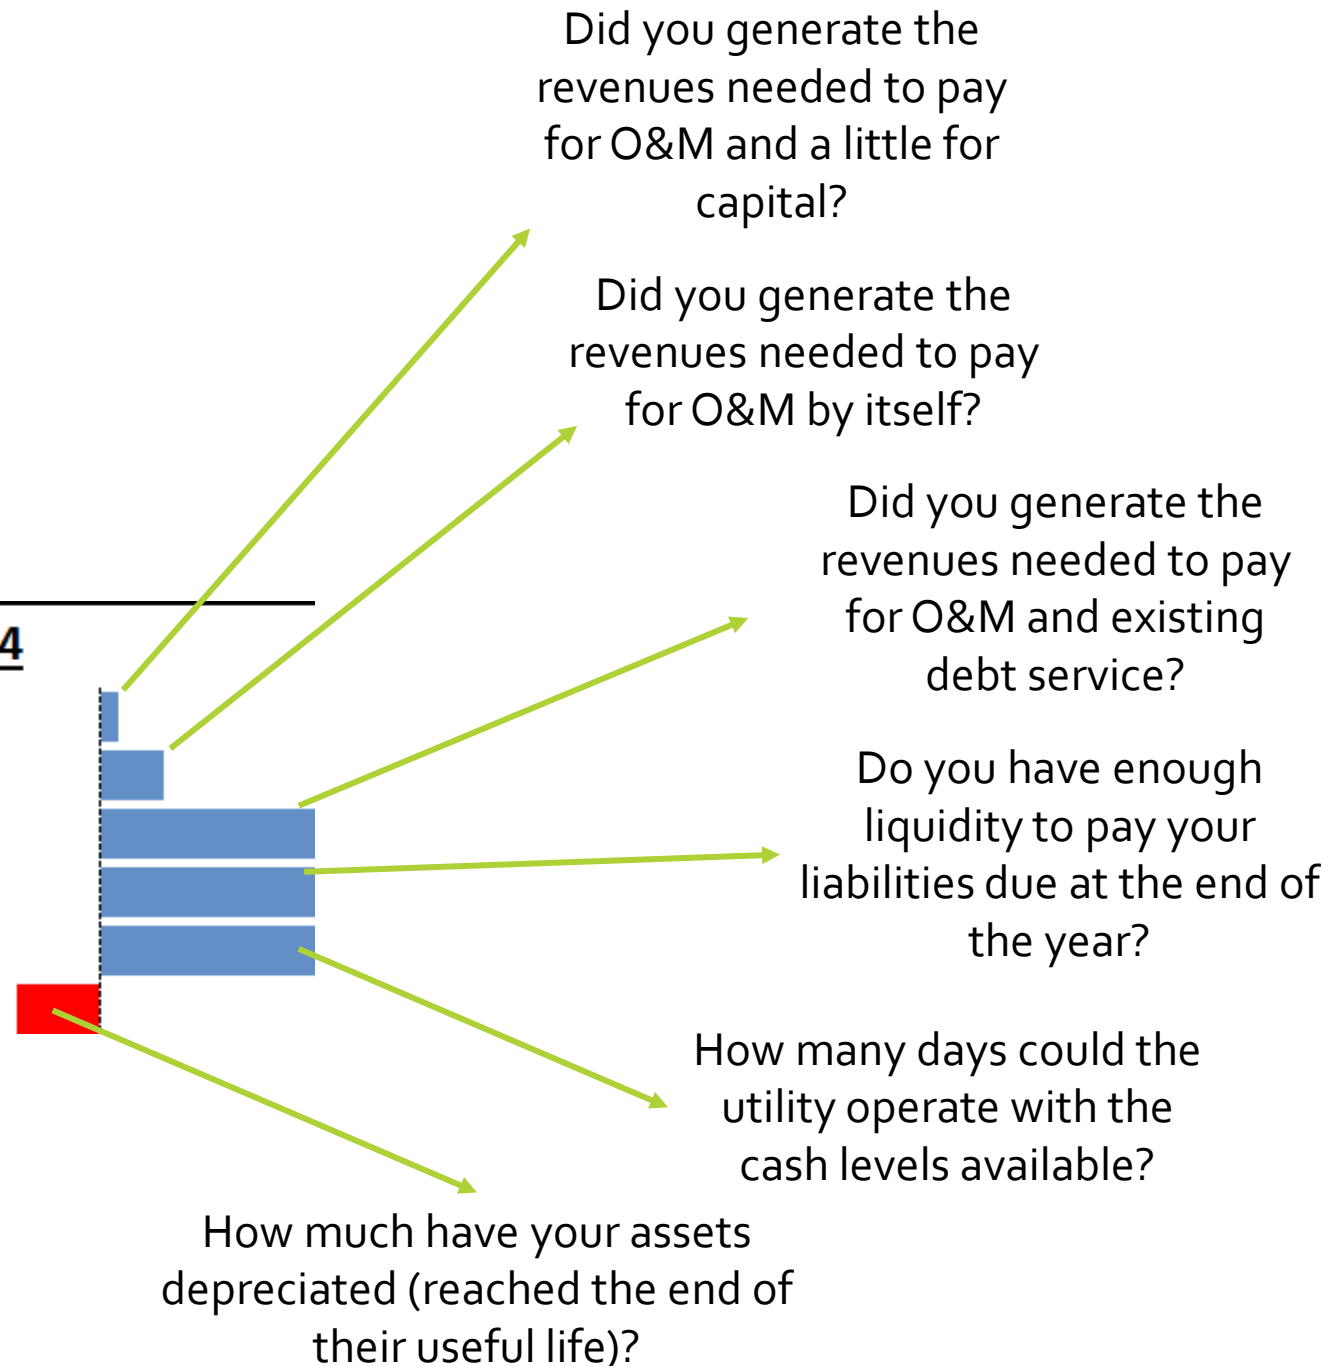 Did you generate the
revenues needed to pay
for O&M and a little for
capital?
Did you generate the
revenues needed to pay
for O&M by itself?
Did you generate the
revenues needed to pay
for O&M and existing
debt service?
4
Do you have enough
liquidity to pay your
liabilities due at the end of
the year?
How many days could the
utility operate with the
cash levels available?
How much have your assets
depreciated (reached the end of
their useful life)?